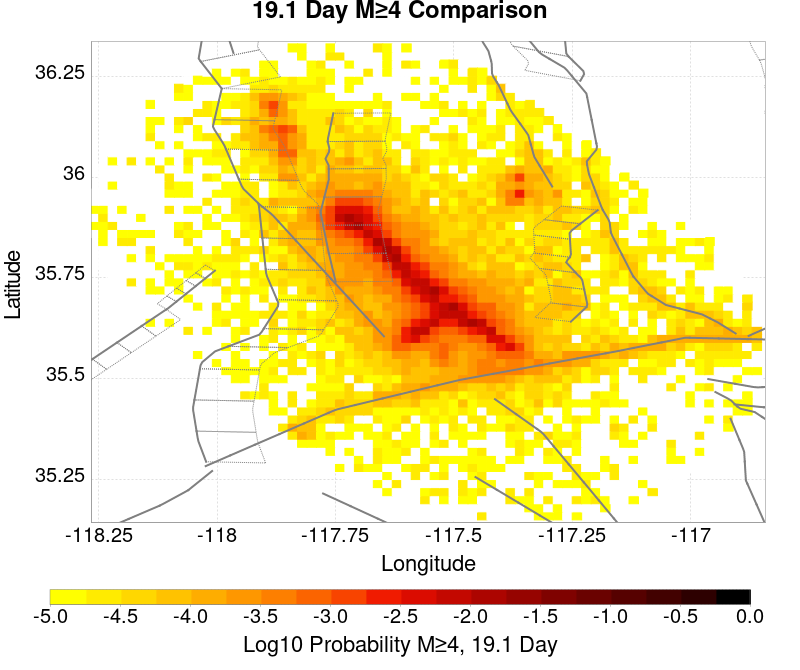 19.1 Day M≥4 Comparison
36.25
36
35.75
35.5
35.25
Latitude
-118.25 -118 -117.75 -117.5 -117.25 -117
Longitude
-5.0 -4.5 -4.0 -3.5 -3.0 -2.5 -2.0 -1.5 -1.0 -0.5 0.0
Log10 Probability M≥4, 19.1 Day